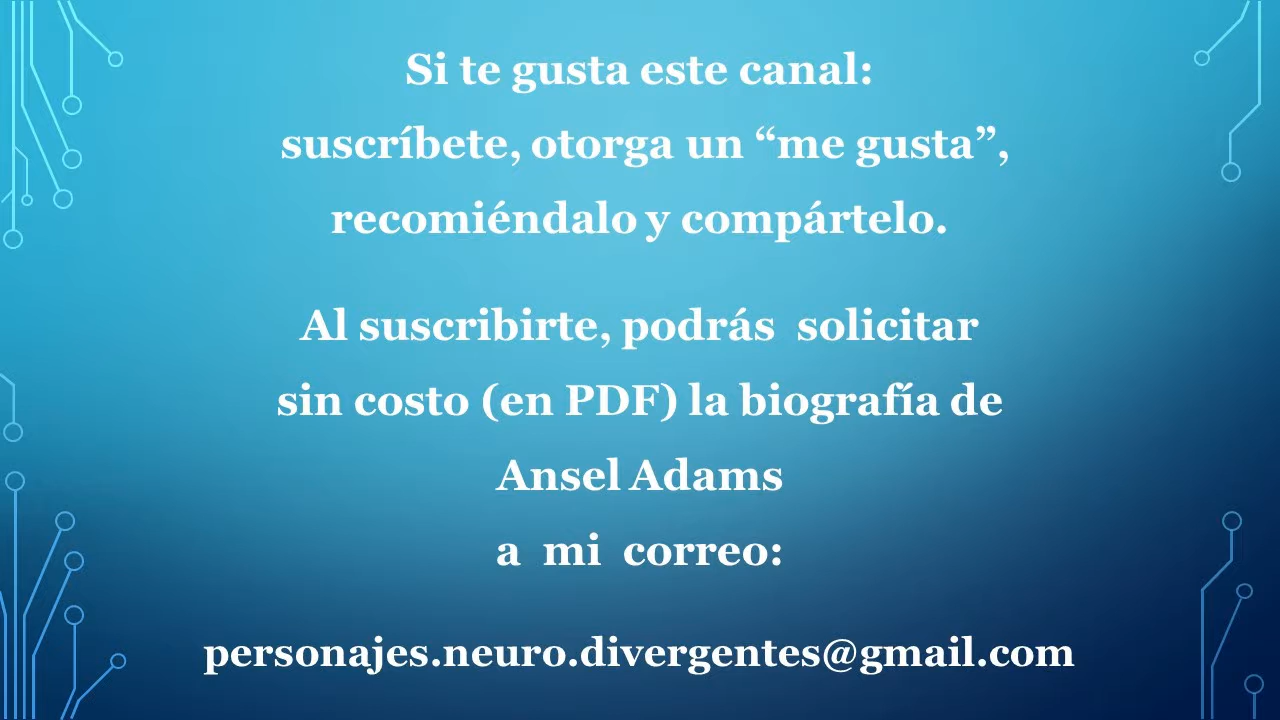 Si te gusta este canal:
suscríbete, otorga un “me gusta”,
recomiéndalo y compártelo.
Al suscribirte, podrás solicitar
sin costo (en PDF) la biografía de
Ansel Adams
a mi correo:
personajes.neuro.divergentes@gmail.com